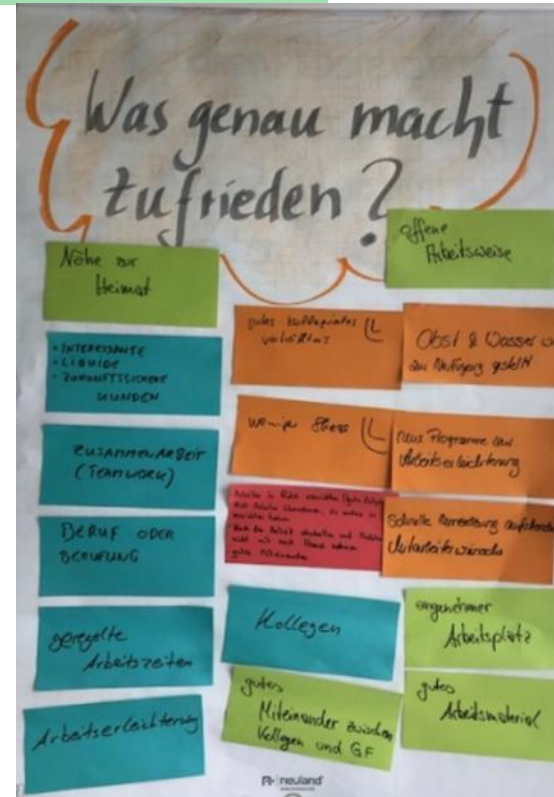 Was genau macht
zufrieden?
Nähe zur
Heimat
offene
Arbeitsweise
gutes kollegiales
verhältnis
Obst & Wasser
zur Verfügung gestellt
• INTERESSANTE
• LIQUIDE
• ZUKUNFTSSICHERE
KUNDEN
weniger Stress
neue Programme zur
Arbeitserleichterung
ZUSAMMENARBEIT
(TEAMWORK)
Schnelle Umsetzung
Mitarbeiterwünsche
BERUF ODER
BERUFUNG
Kollegen
angenehmer
Arbeitsplatz
geregelte
Arbeitszeiten
gutes
Miteinander zwischen
Kollegen und GF
gutes
Arbeitsmaterial
Arbeitserleichterung
neuland